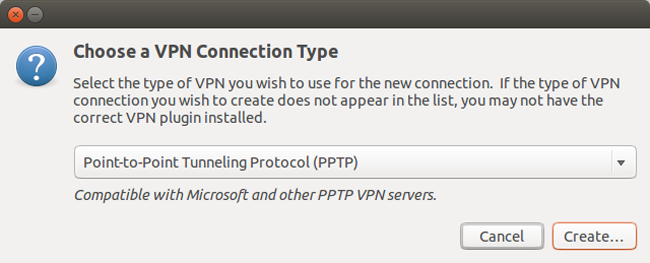 Choose a VPN Connection Type
Select the type of VPN you wish to use for the new connection.  If the type of VPN
connection you wish to create does not appear in the list, you may not have the
correct VPN plugin installed.
Point-to-Point Tunneling Protocol (PPTP)
Compatible with Microsoft and other PPTP VPN servers.
Cancel
Create...